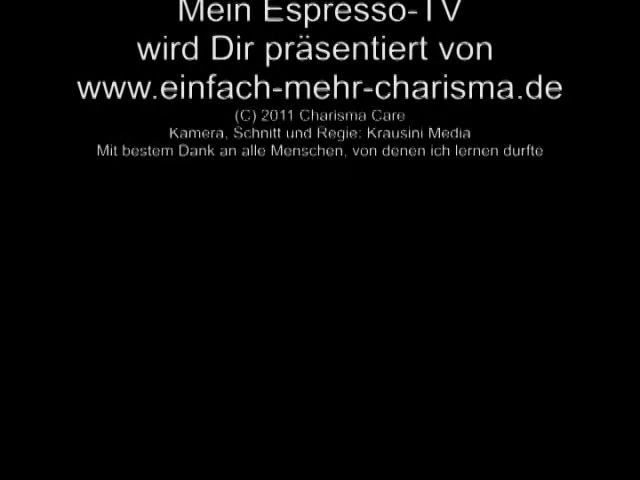 Mein Espresso-TV
wird Dir präsentiert von
www.einfach-mehr-charisma.de
(C) 2011 Charisma Care
Kamera, Schnitt und Regie: Krausini Media
Mit bestem Dank an alle Menschen, von denen ich lernen durfte